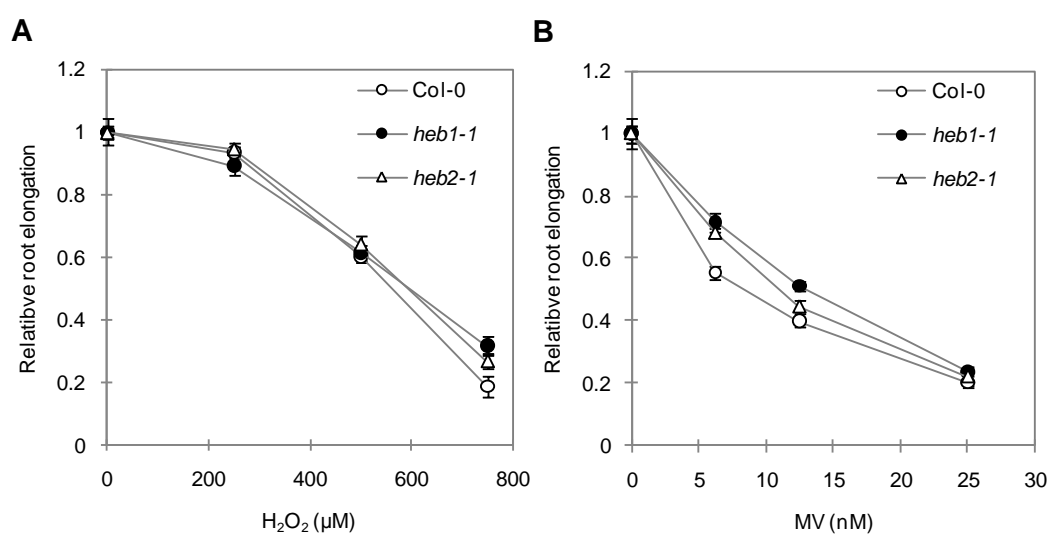 A
Relatibve root elongation
1.2
1
0.8
0.6
0.4
0.2
0
0 200 400 600 800
H₂O₂ (µM)
Col-0
heb1-1
heb2-1
B
Relatibve root elongation
1.2
1
0.8
0.6
0.4
0.2
0
0 5 10 15 20 25 30
MV (nM)
Col-0
heb1-1
heb2-1